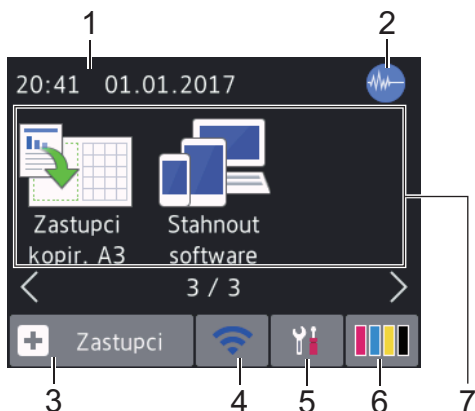 1 2
20:41 01.01.2017
Zastupci
kopir. A3
Stahnout
software
3 / 3
Zastupci
3 4 5 6 7